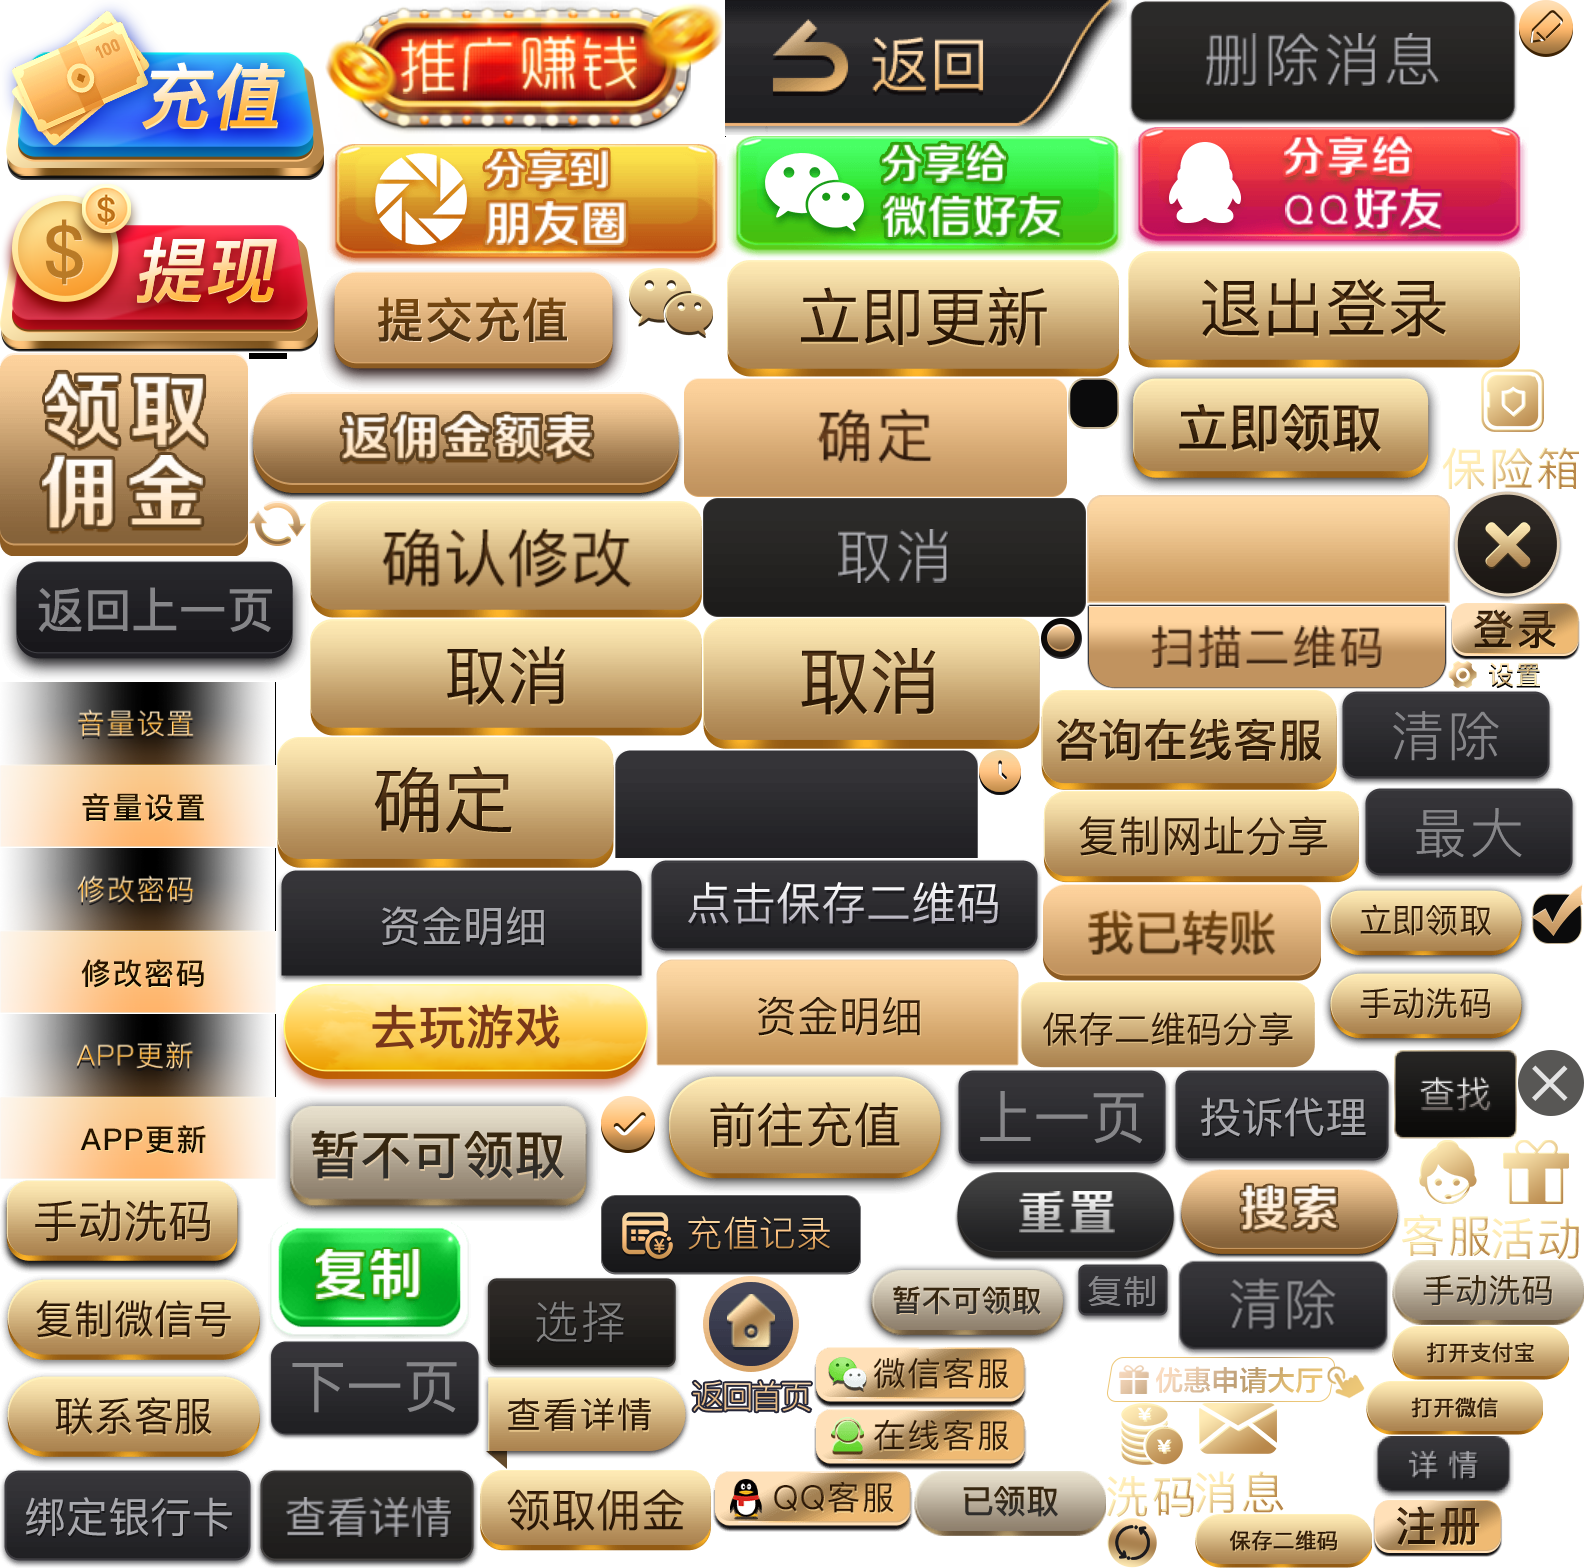 充值
100
推广赚钱
返回
删除消息
分享到
朋友圈
分享给
微信好友
分享给
QQ好友
$
$
提现
提交充值
立即更新
退出登录
领取
佣金
返佣金额表
确定
立即领取
保险箱
确认修改
取消
返回上一页
取消
取消
扫描二维码
登录
设置
音量设置
咨询在线客服
清除
音量设置
确定
复制网址分享
最大
修改密码
资金明细
点击保存二维码
我已转账
立即领取
修改密码
去玩游戏
资金明细
保存二维码分享
手动洗码
APP更新
APP更新
暂不可领取
前往充值
上一页
投诉代理
查找
手动洗码
充值记录
重置
搜索
客服
活动
复制
复制微信号
选择
暂不可领取
复制
清除
手动洗码
下一页
返回首页
微信客服
优惠申请大厅
打开支付宝
联系客服
查看详情
在线客服
打开微信
详情
绑定银行卡
查看详情
领取佣金
QQ客服
已领取
洗码
消息
保存二维码
注册